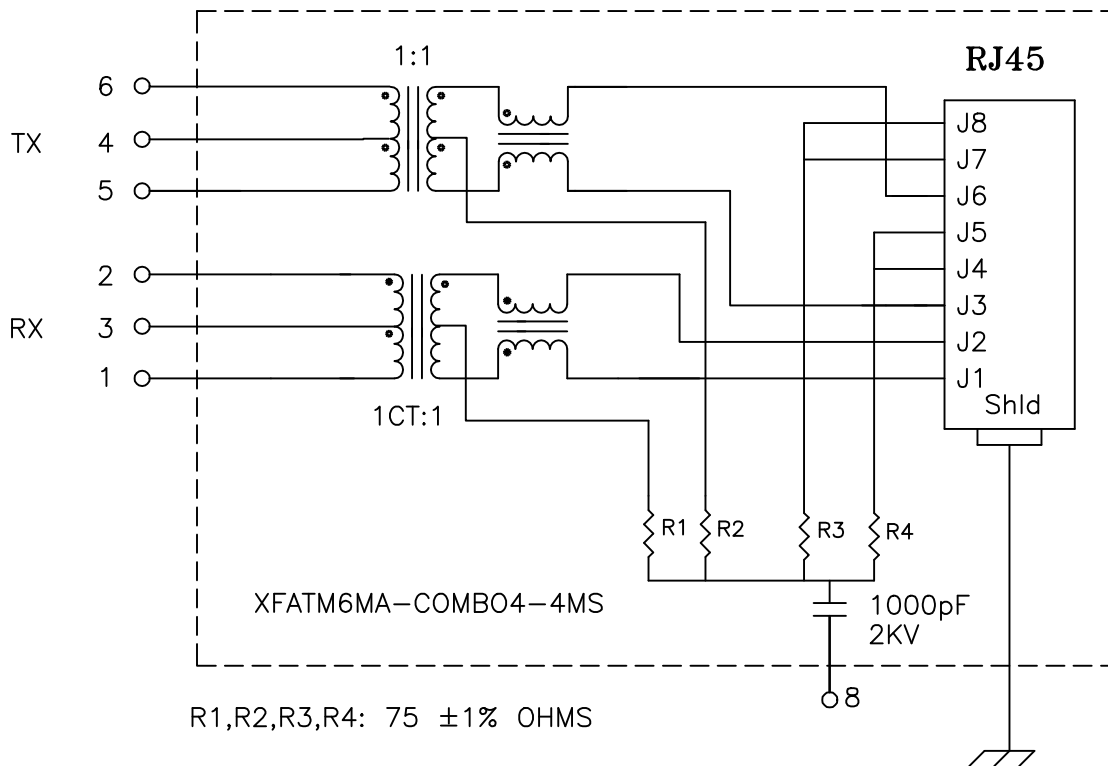 1:1
RJ45
6
TX
4
5
J8
J7
J6
J5
J4
J3
J2
J1
Shld
2
RX
3
1
1CT:1
R1
R2
R3
R4
XFATM6MA-COMBO4-4MS
1000pF
2KV
8
R1,R2,R3,R4: 75 ±1% OHMS